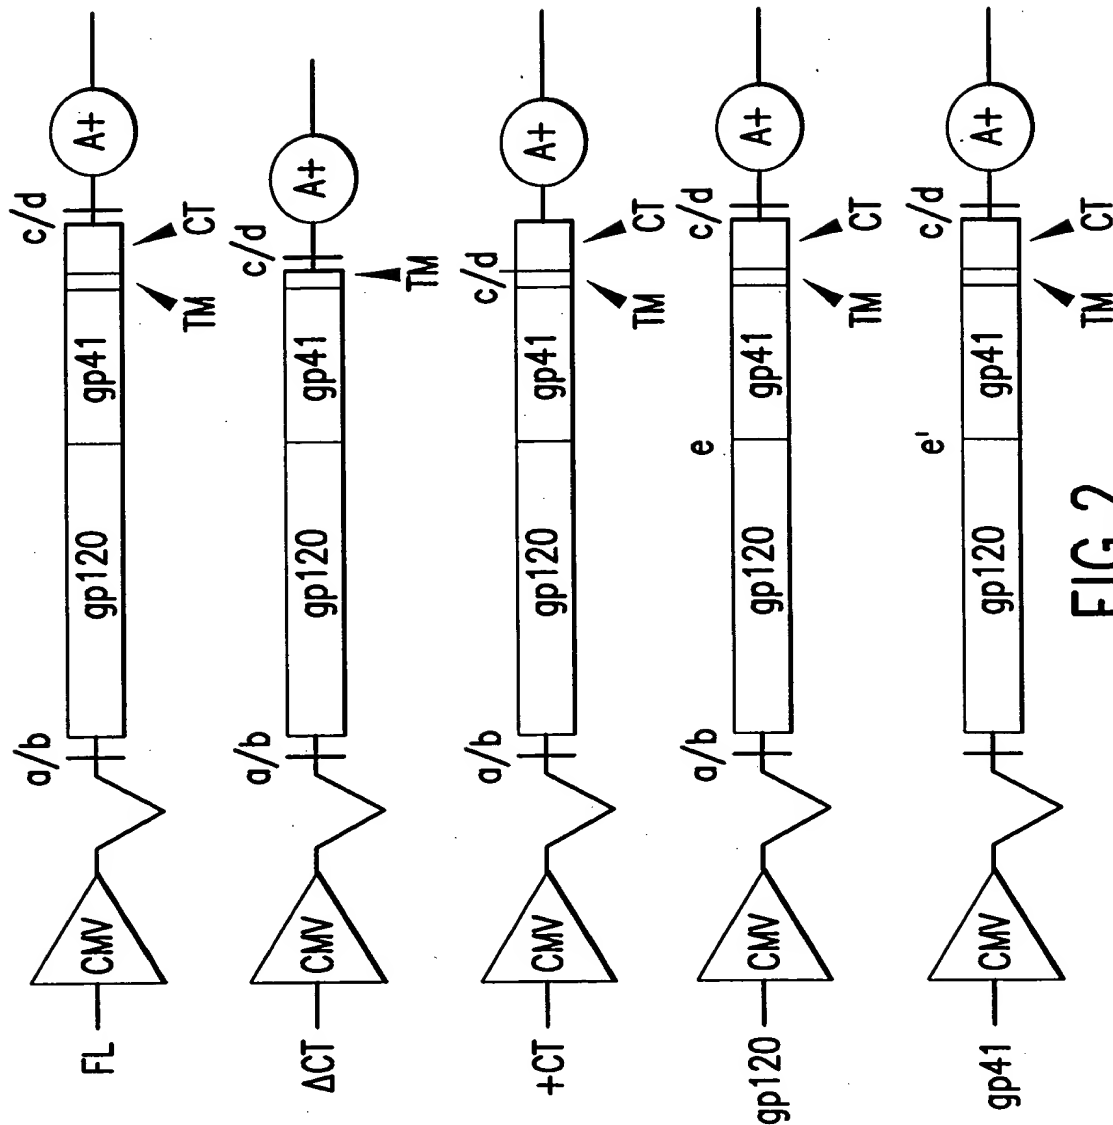 a/b c/d
FL CMV gp120 gp41 A+
TM CT
a/b c/d
ΔCT CMV gp120 gp41 A+
TM
a/b c/d
+CT CMV gp120 gp41 A+
TM CT
a/b e c/d
gp120 CMV gp120 gp41 A+
TM CT
e' c/d
gp41 CMV gp120 gp41 A+
TM CT
FIG. 2